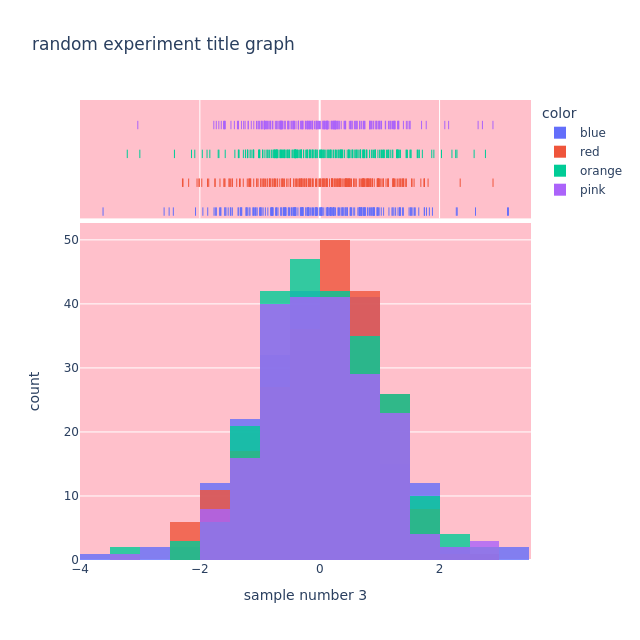 random experiment title graph
color
blue
red
orange
pink
50
40
30
20
10
0
count
−4
−2
0
2
sample number 3